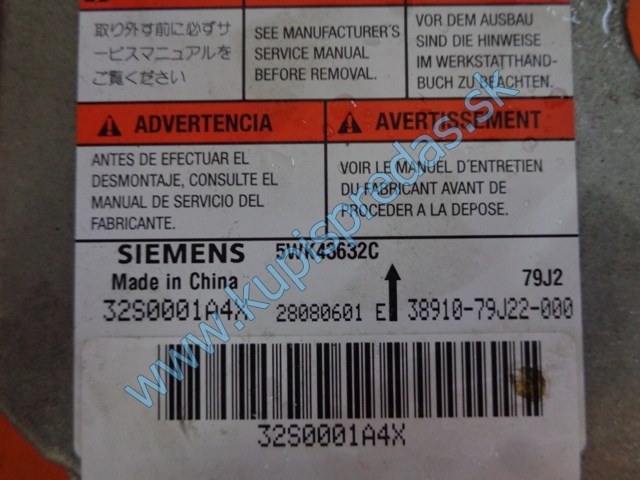 取り外す前に必ずサ
ービスマニュアルを
ご覧ください
SEE MANUFACTURER'S
SERVICE MANUAL
BEFORE REMOVAL.
VOR DEM AUSBAU
SIND DIE HINWEISE
IM WERKSTATTHAND-
BUCH ZU BEACHTEN.
ADVERTENCIA
AVERTISSEMENT
ANTES DE EFECTUAR EL
DESMONTAJE, CONSULTE EL
MANUAL DE SERVICIO DEL
FABRICANTE.
VOIR LE MANUEL D'ENTRETIEN
DU FABRICANT AVANT DE
PROCEDER A LA DEPOSE.
SIEMENS 5WK43632C
Made in China 79J2
32S0001A4X 28080601 E 38910-79J22-000
32S0001A4X
www.kupispredas.sk